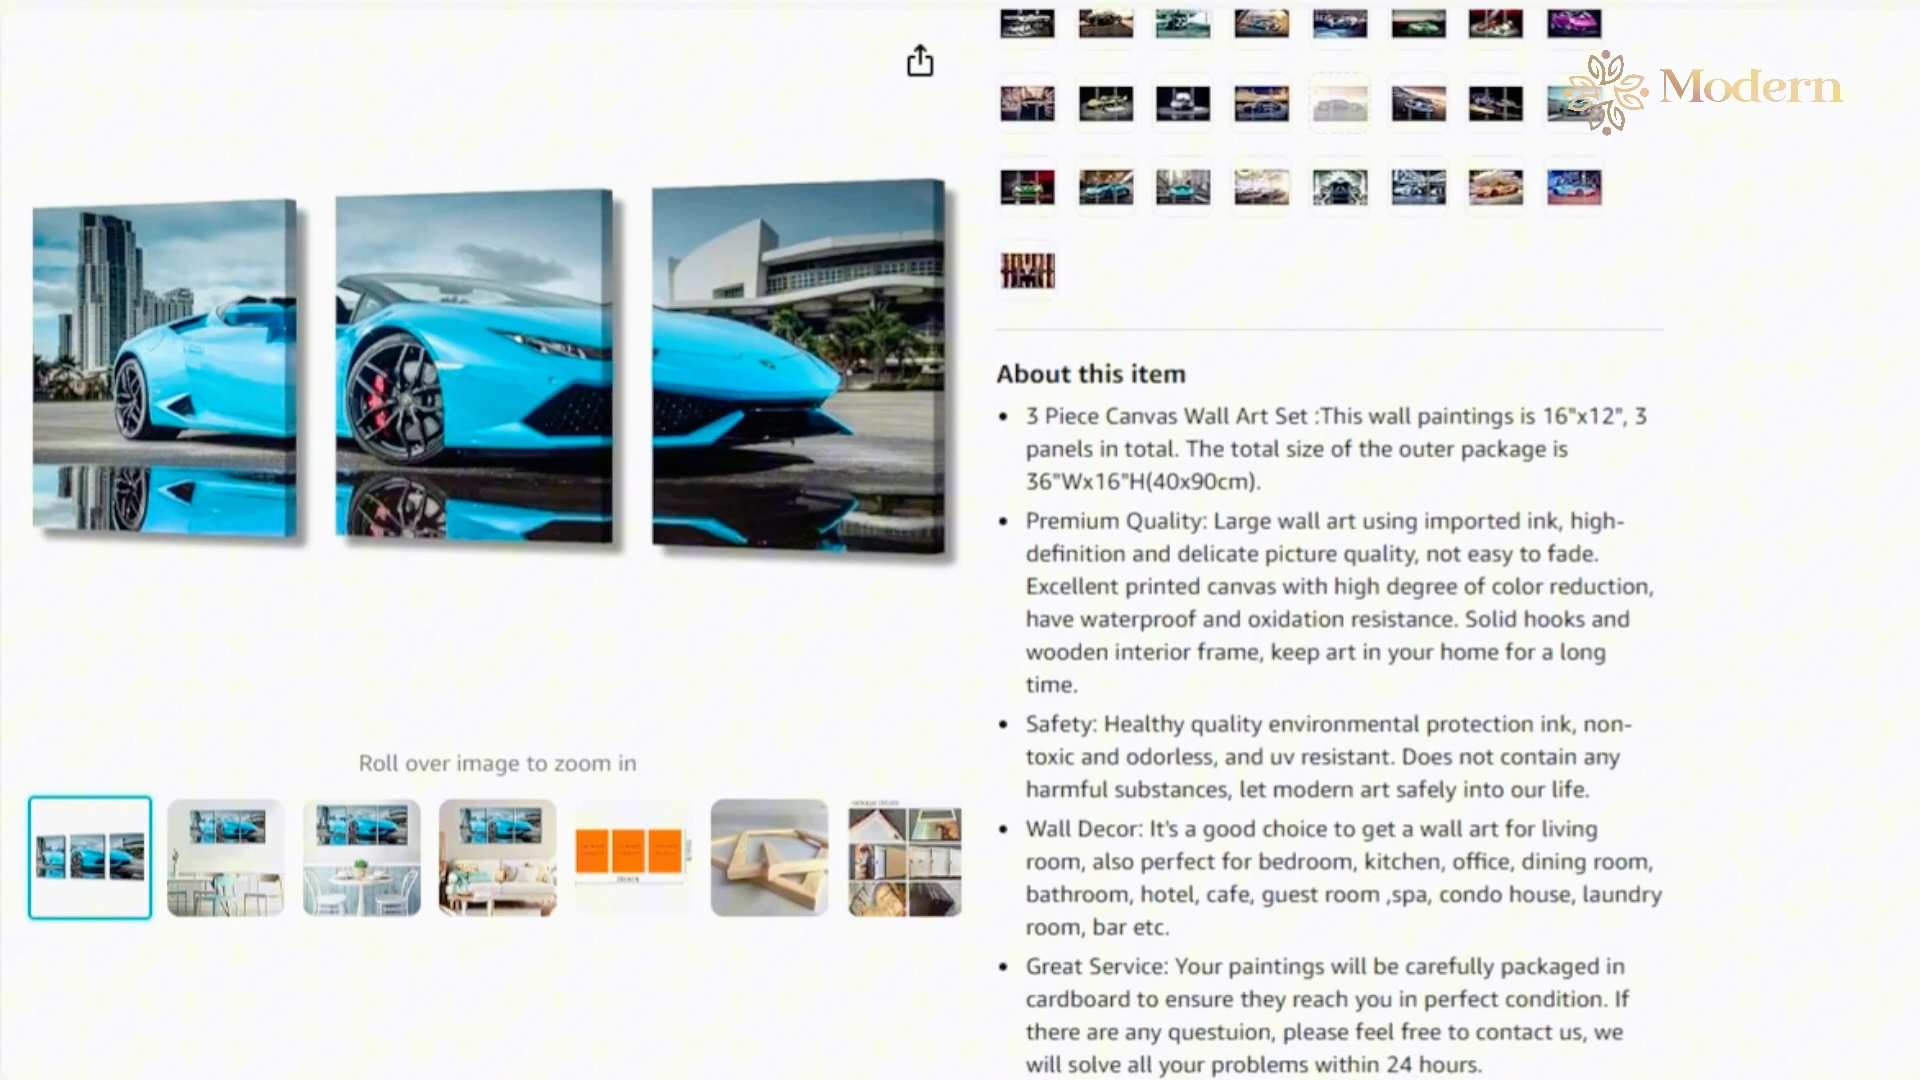 Modern
About this item
3 Piece Canvas Wall Art Set :This wall paintings is 16"x12", 3
panels in total. The total size of the outer package is
36"Wx16"H(40x90cm).
Premium Quality: Large wall art using imported ink, high-
definition and delicate picture quality, not easy to fade.
Excellent printed canvas with high degree of color reduction,
have waterproof and oxidation resistance. Solid hooks and
wooden interior frame, keep art in your home for a long
time.
Safety: Healthy quality environmental protection ink, non-
toxic and odorless, and uv resistant. Does not contain any
harmful substances, let modern art safely into our life.
Wall Decor: It's a good choice to get a wall art for living
room, also perfect for bedroom, kitchen, office, dining room,
bathroom, hotel, cafe, guest room ,spa, condo house, laundry
room, bar etc.
Great Service: Your paintings will be carefully packaged in
cardboard to ensure they reach you in perfect condition. If
there are any questuion, please feel free to contact us, we
will solve all your problems within 24 hours.
Roll over image to zoom in